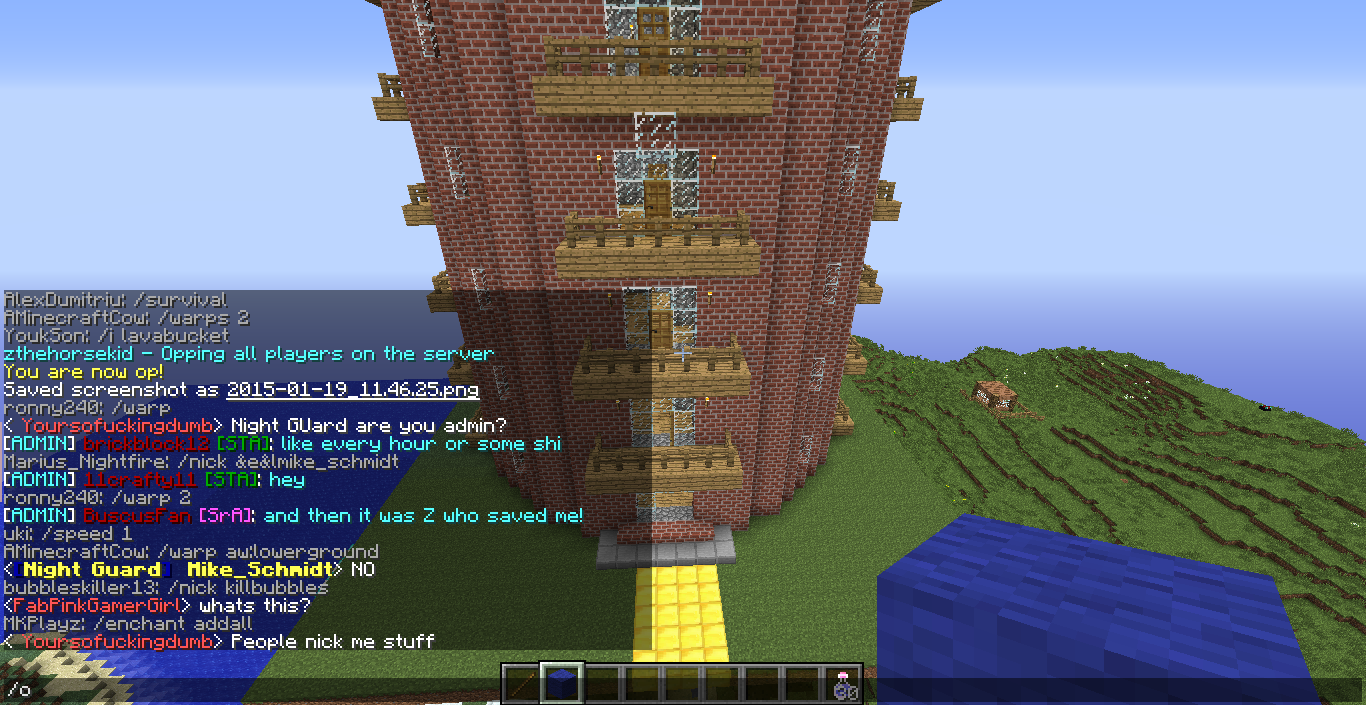 AlexDumitriu: /survival
AMinecraftCow: /warps 2
YoukSon: /i lavabucket
zthehorsekid - Opping all players on the server
You are now op!
Saved screenshot as 2015-01-19_11.46.25.png
ronny240: /warp
< Yoursofuckingdumb> Night GUard are you admin?
[ADMIN] brickblock12 [STA]: like every hour or some shi
Marius_Nightfire: /nick &e&lmike_schmidt
[ADMIN] 11crafty11 [STA]: hey
ronny240: /warp 2
[ADMIN] BuscusFan [SrA]: and then it was Z who saved me!
uki: /speed 1
AMinecraftCow: /warp aw:lowerground
<[Night Guard] Mike_Schmidt> NO
bubbleskiller13: /nick killbubbles
<FabPinkGamerGirl> whats this?
MKPlayz: /enchant addall
< Yoursofuckingdumb> People nick me stuff
/o